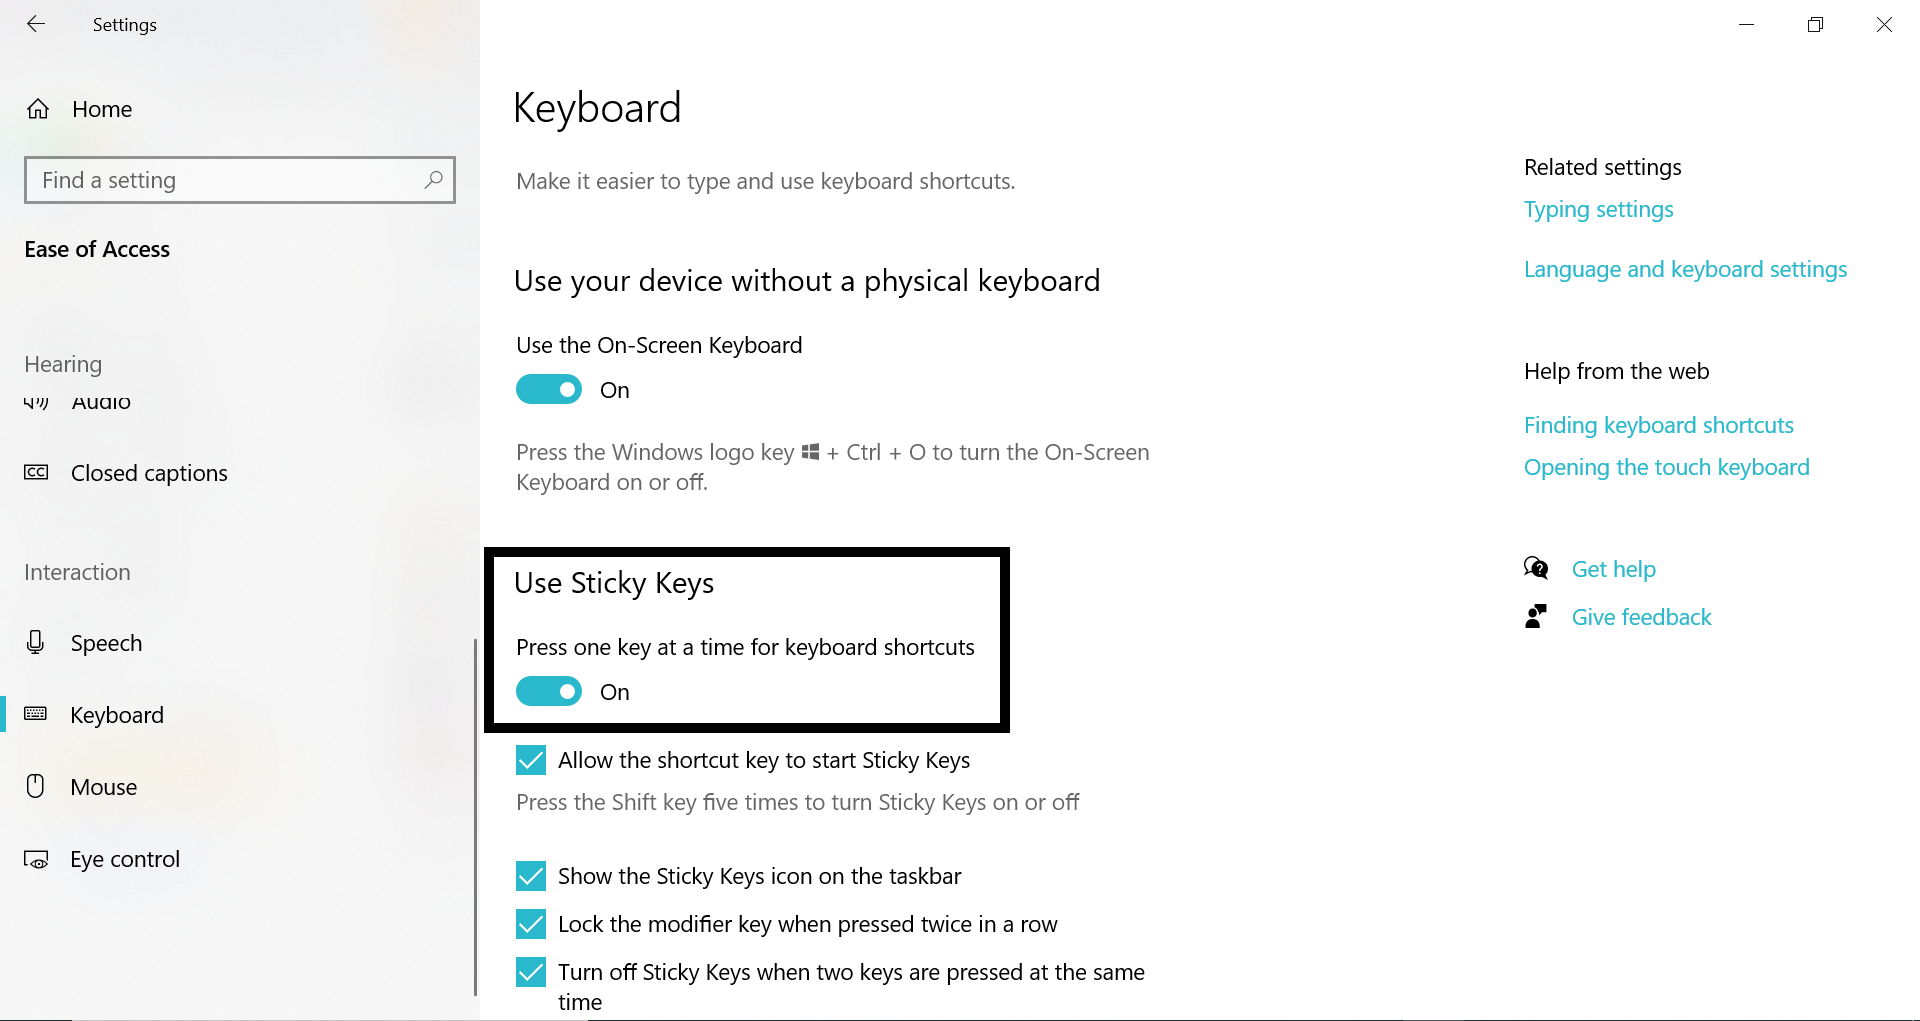 Settings
Home
Find a setting
Ease of Access
Hearing
Audio
Closed captions
Interaction
Speech
Keyboard
Mouse
Eye control
Keyboard
Make it easier to type and use keyboard shortcuts.
Use your device without a physical keyboard
Use the On-Screen Keyboard
On
Press the Windows logo key + Ctrl + O to turn the On-Screen
Keyboard on or off.
Use Sticky Keys
Press one key at a time for keyboard shortcuts
On
Allow the shortcut key to start Sticky Keys
Press the Shift key five times to turn Sticky Keys on or off
Show the Sticky Keys icon on the taskbar
Lock the modifier key when pressed twice in a row
Turn off Sticky Keys when two keys are pressed at the same
time
Related settings
Typing settings
Language and keyboard settings
Help from the web
Finding keyboard shortcuts
Opening the touch keyboard
Get help
Give feedback